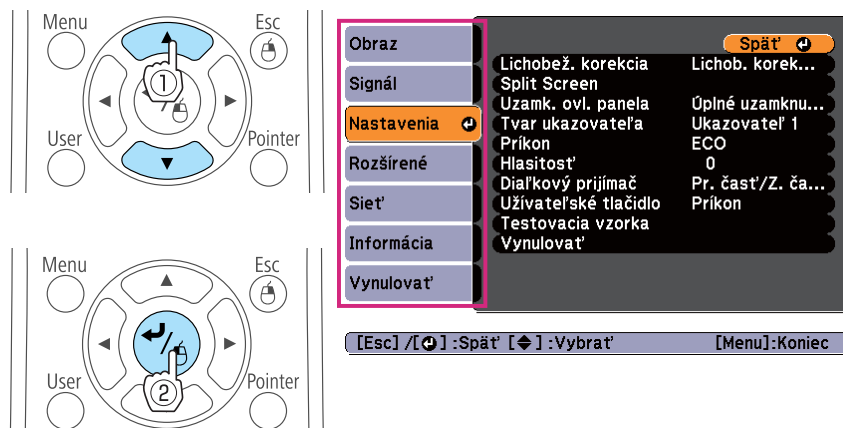 Menu
Esc
①
User
Pointer
Menu
Esc
User
②
Pointer
Obraz
Signál
Nastavenia
Rozšírené
Sieť
Informácia
Vynulovať
Späť
Lichobež. korekcia Lichob. korek...
Split Screen
Uzamk. ovl. panela Úplné uzamknu...
Tvar ukazovateľa Ukazovateľ 1
Príkon ECO
Hlasitosť 0
Diaľkový prijímač Pr. časť/Z. ča...
Užívateľské tlačidlo Príkon
Testovacia vzorka
Vynulovať
[Esc] /[ ] :Späť [ ] :Vybrať [Menu]:Koniec